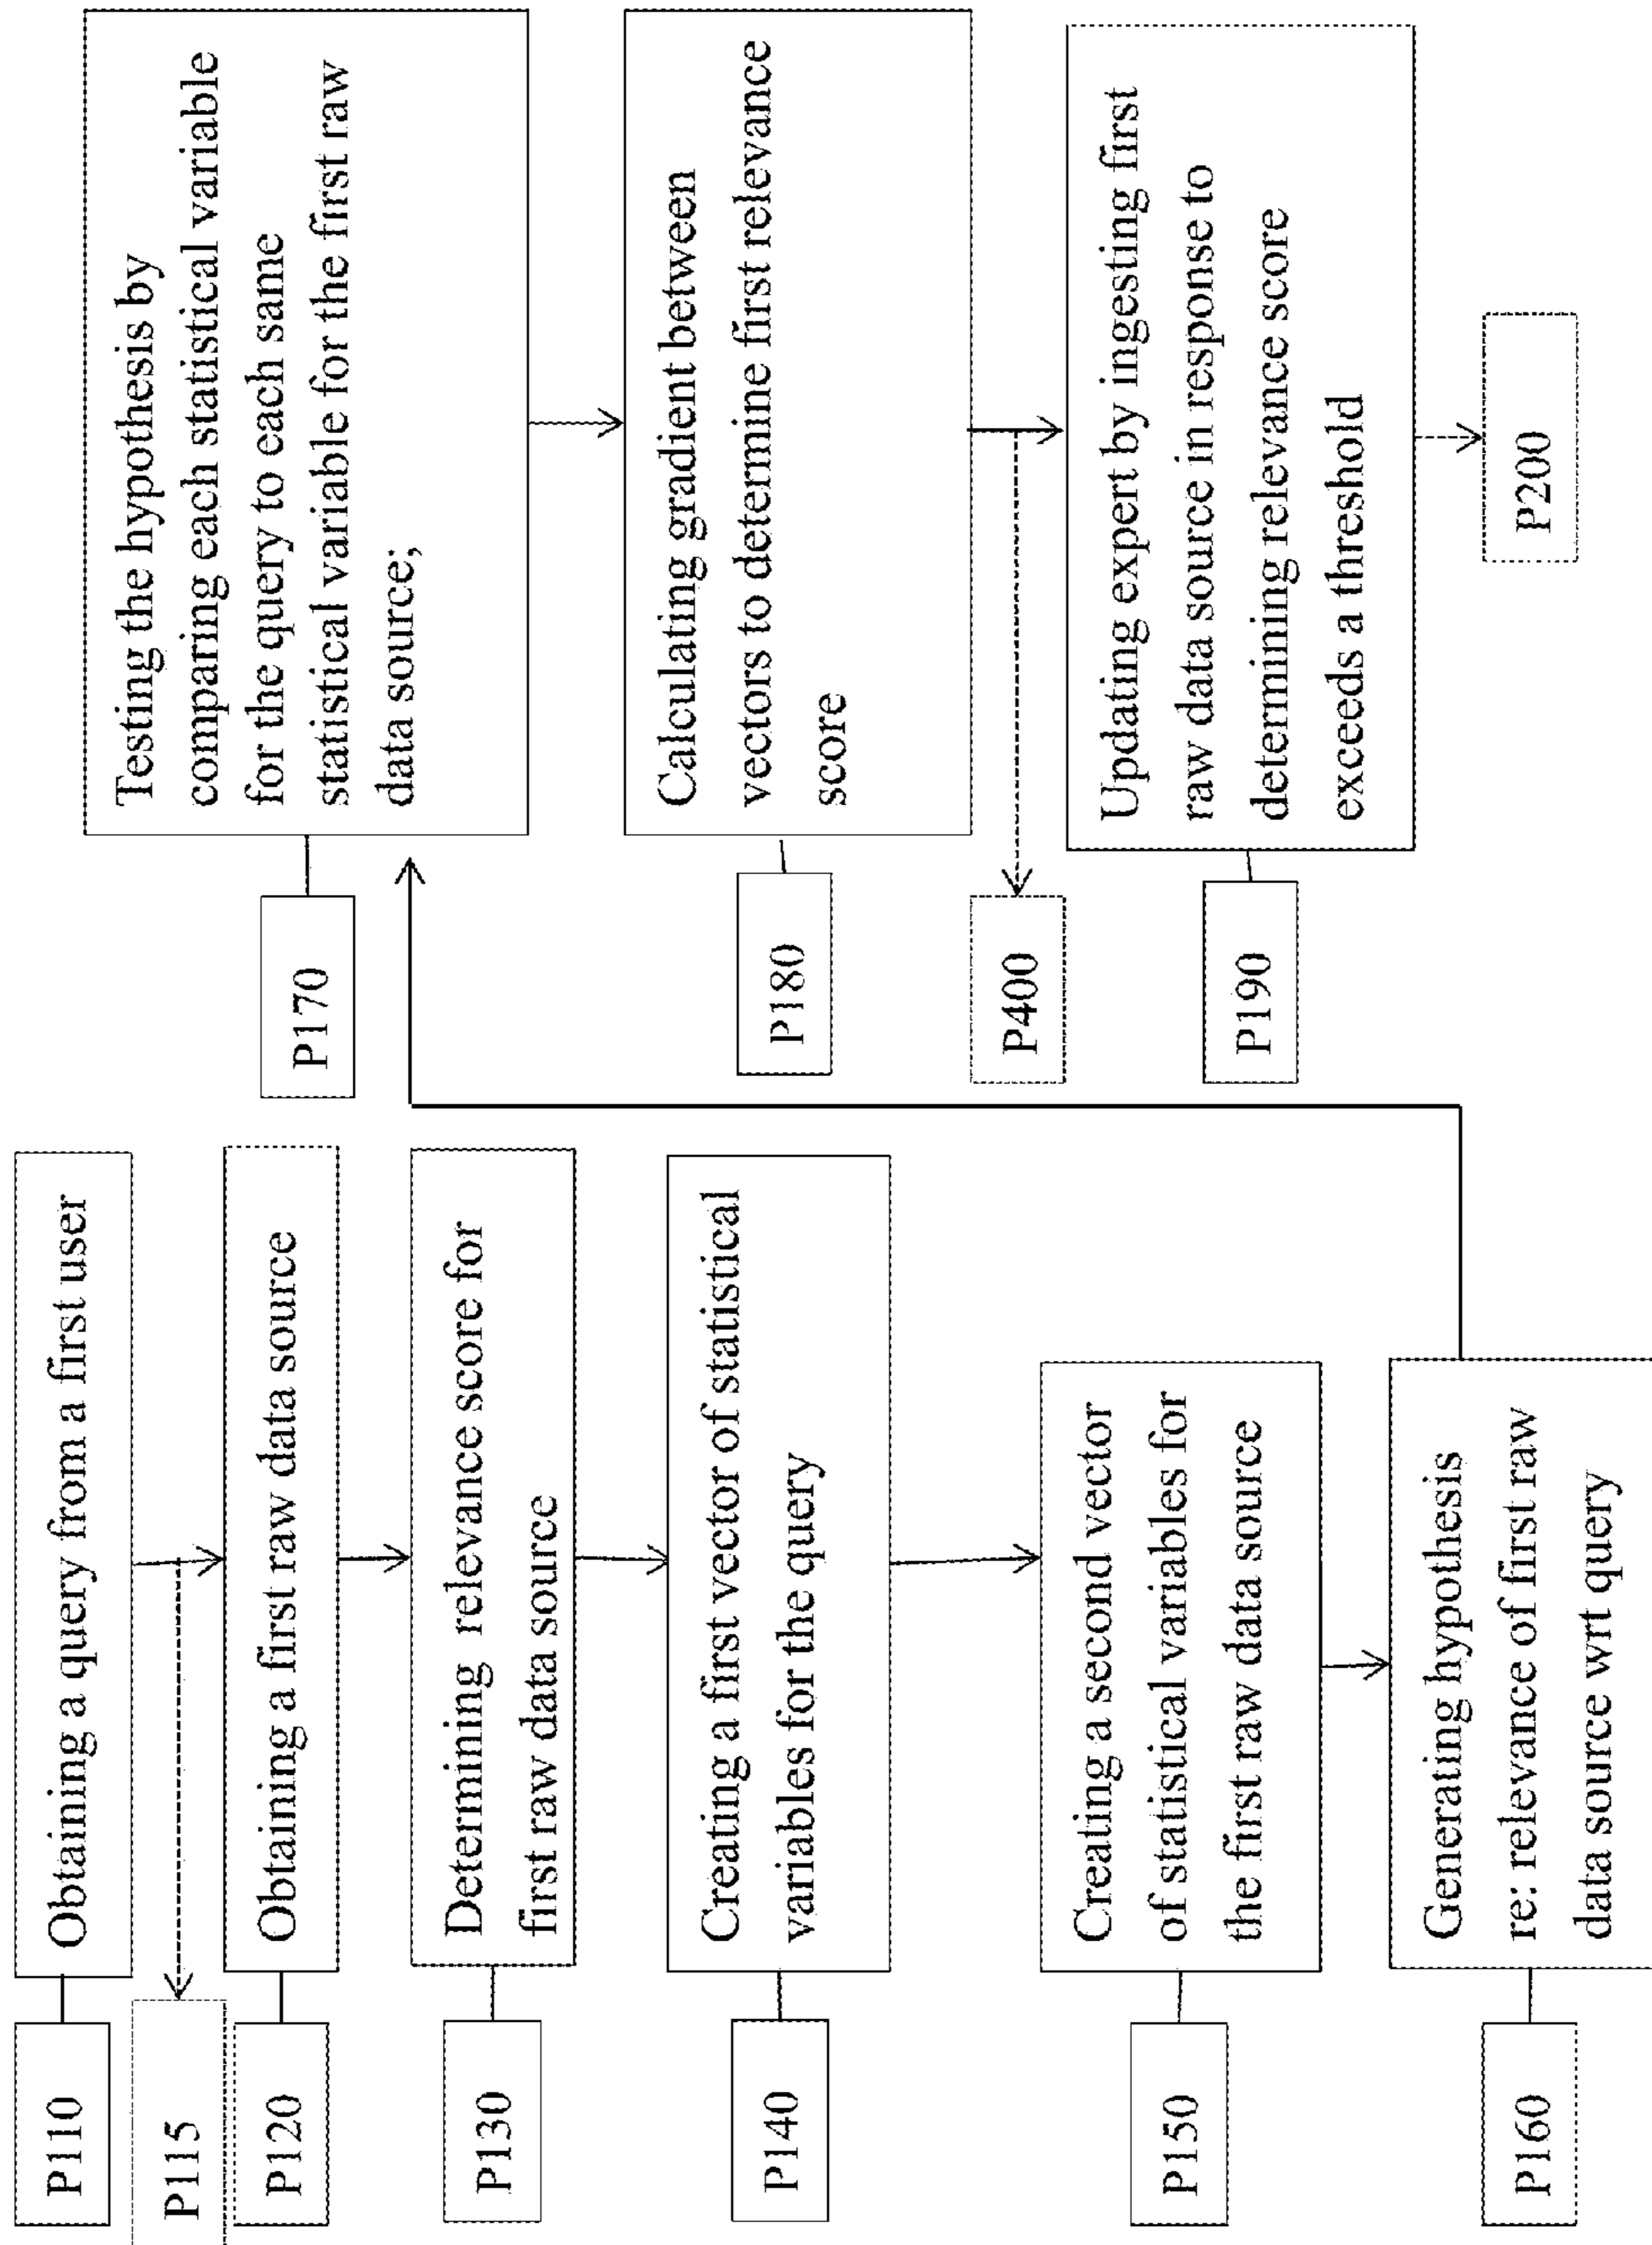 P110
Obtaining a query from a first user
P115
P120
Obtaining a first raw data source
P130
Determining relevance score for
first raw data source
P140
Creating a first vector of statistical
variables for the query
P150
Creating a second vector
of statistical variables for
the first raw data source
P160
Generating hypothesis
re: relevance of first raw
data source wrt query
P170
Testing the hypothesis by
comparing each statistical variable
for the query to each same
statistical variable for the first raw
data source;
P180
Calculating gradient between
vectors to determine first relevance
score
P400
P190
Updating expert by ingesting first
raw data source in response to
determining relevance score
exceeds a threshold
P200